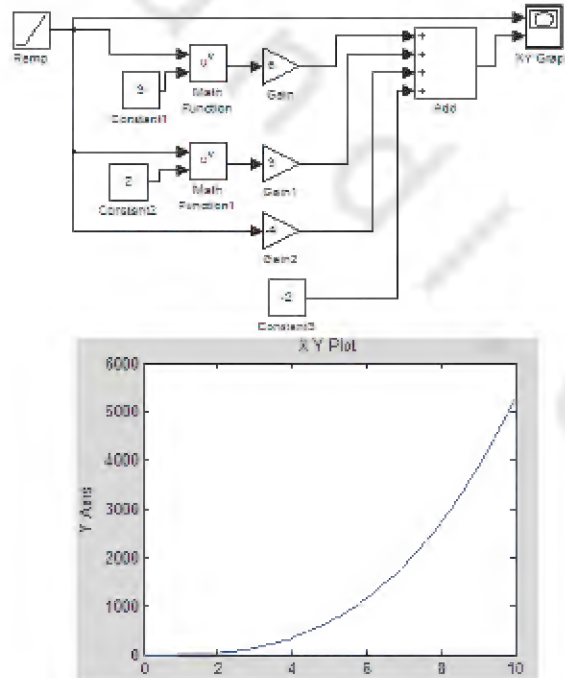 Ramp
3
Constant1
u^v
Math
Function
5
Gain
Add
XY Graph
2
Constant2
u^v
Math
Function1
3
Gain1
-4
Gain2
-2
Constant3
+
+
+
+
X Y Plot
Y Axis
6000
5000
4000
3000
2000
1000
0
0 2 4 6 8 10